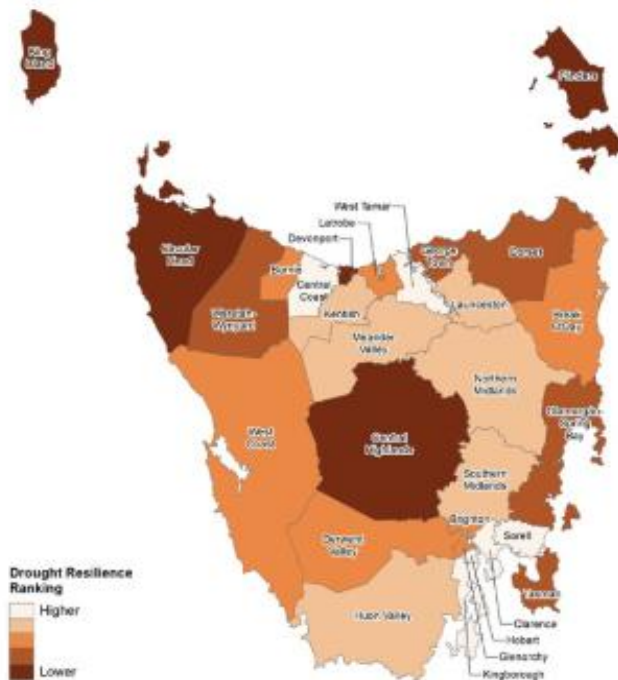 King
Island
Flinders
West Tamar
Latrobe
Devonport
George
Town
Dorset
Circular
Head
Burnie
Central
Coast
Waratah-
Wynyard
Kentish
Launceston
Break
O'Day
Meander
Valley
Northern
Midlands
Glamorgan-
Spring
Bay
West
Coast
Central
Highlands
Southern
Midlands
Brighton
Derwent
Valley
Sorell
Tasman
Huon Valley
Clarence
Hobart
Glenorchy
Kingborough
Drought Resilience
Ranking
Higher
Lower